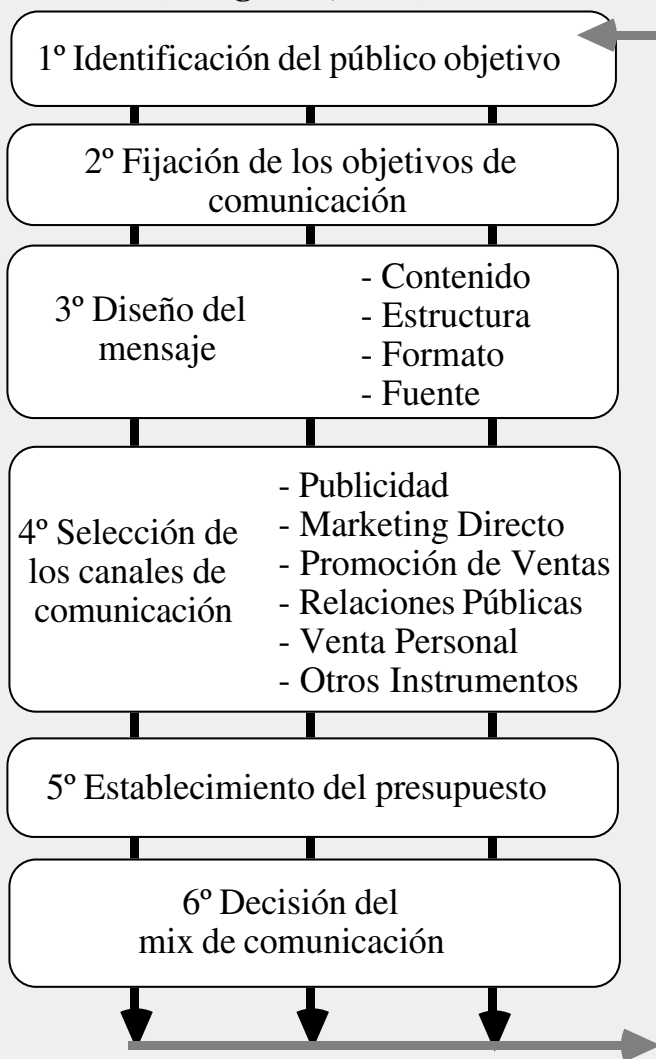 1º Identificación del público objetivo
2º Fijación de los objetivos de
comunicación
3º Diseño del
mensaje
- Contenido
- Estructura
- Formato
- Fuente
4º Selección de
los canales de
comunicación
- Publicidad
- Marketing Directo
- Promoción de Ventas
- Relaciones Públicas
- Venta Personal
- Otros Instrumentos
5º Establecimiento del presupuesto
6º Decisión del
mix de comunicación